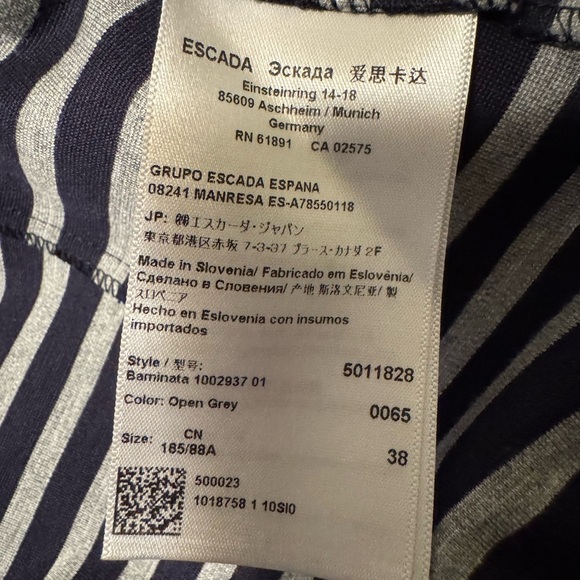 ESCADA Эскада 爱思卡达
Einsteinring 14-18
85609 Aschheim / Munich
Germany
RN 61891 CA 02575
GRUPO ESCADA ESPANA
08241 MANRESA ES-A78550118
JP: ㈱エスカーダ・ジャパン
東京都港区赤坂 7-3-37 プラース・カナダ 2F
Made in Slovenia/ Fabricado em Eslovénia/
Сделано в Словения/ 产地 斯洛文尼亚/ 製
スロベニア
Hecho en Eslovenia con insumos
importados
Style / 型号: 5011828
Baminata 1002937 01
Color: Open Grey 0065
Size: CN 38
165/88A
500023
1018758 1 10SI0